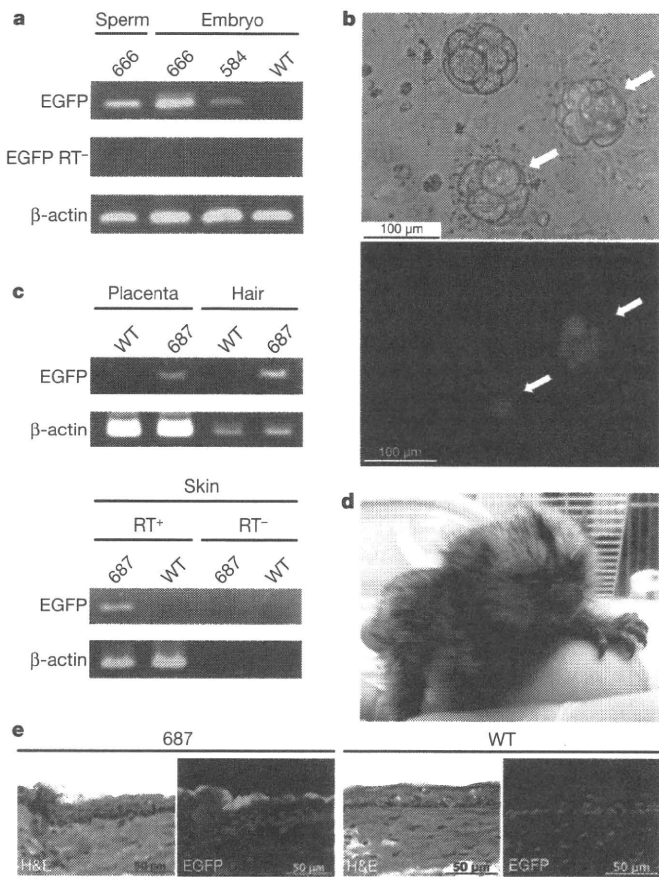 a
Sperm Embryo
666 666 584 WT
EGFP
EGFP RT⁻
β-actin
b
100 µm
100 µm
c
Placenta Hair
WT 687 WT 687
EGFP
β-actin
Skin
RT⁺ RT⁻
687 WT 687 WT
EGFP
β-actin
d
e
687 WT
H&E 50 µm EGFP 50 µm H&E 50 µm EGFP 50 µm